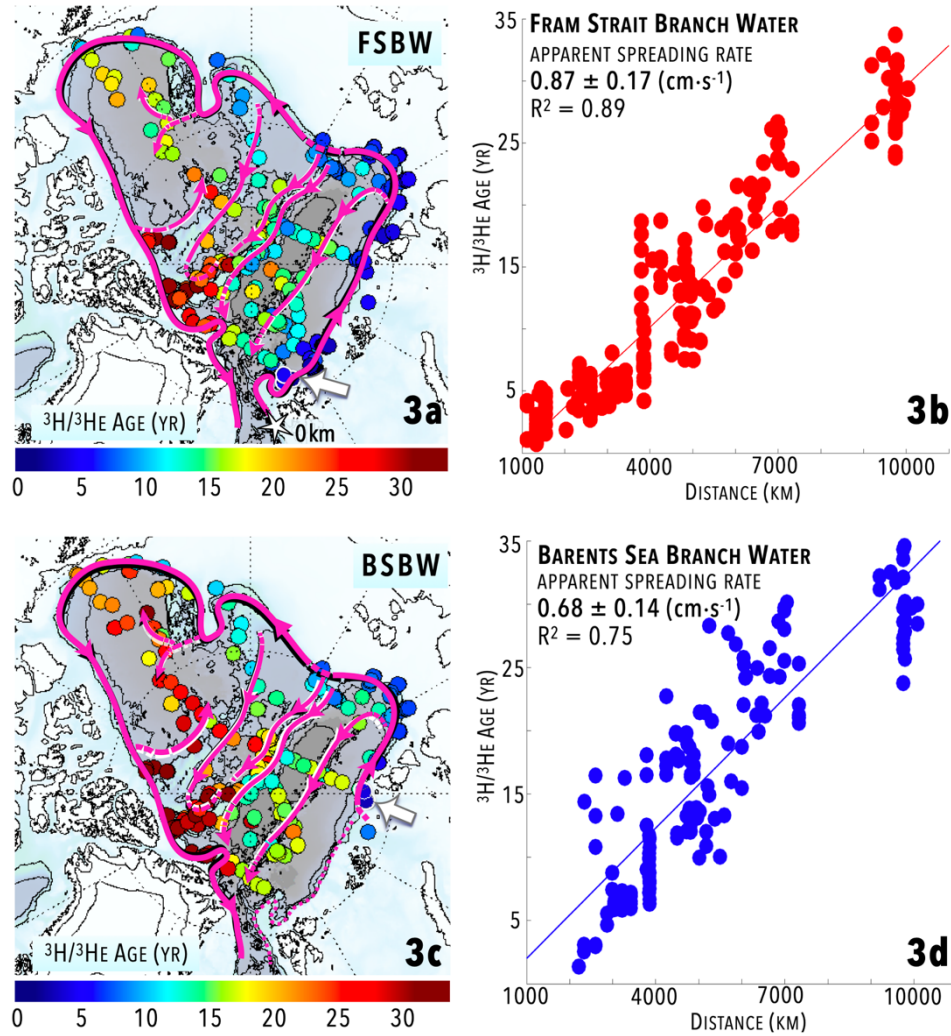 FSBW
3a
0km
³H/³HE AGE (YR)
0 5 10 15 20 25 30
FRAM STRAIT BRANCH WATER
APPARENT SPREADING RATE
0.87 ± 0.17 (cm·s⁻¹)
R² = 0.89
³H/³He AGE (YR)
35
25
15
5
3b
1000 4000 7000 10000
DISTANCE (KM)
BSBW
3c
³H/³HE AGE (YR)
0 5 10 15 20 25 30
BARENTS SEA BRANCH WATER
APPARENT SPREADING RATE
0.68 ± 0.14 (cm·s⁻¹)
R² = 0.75
³H/³He AGE (YR)
35
25
15
5
3d
1000 4000 7000 10000
DISTANCE (KM)